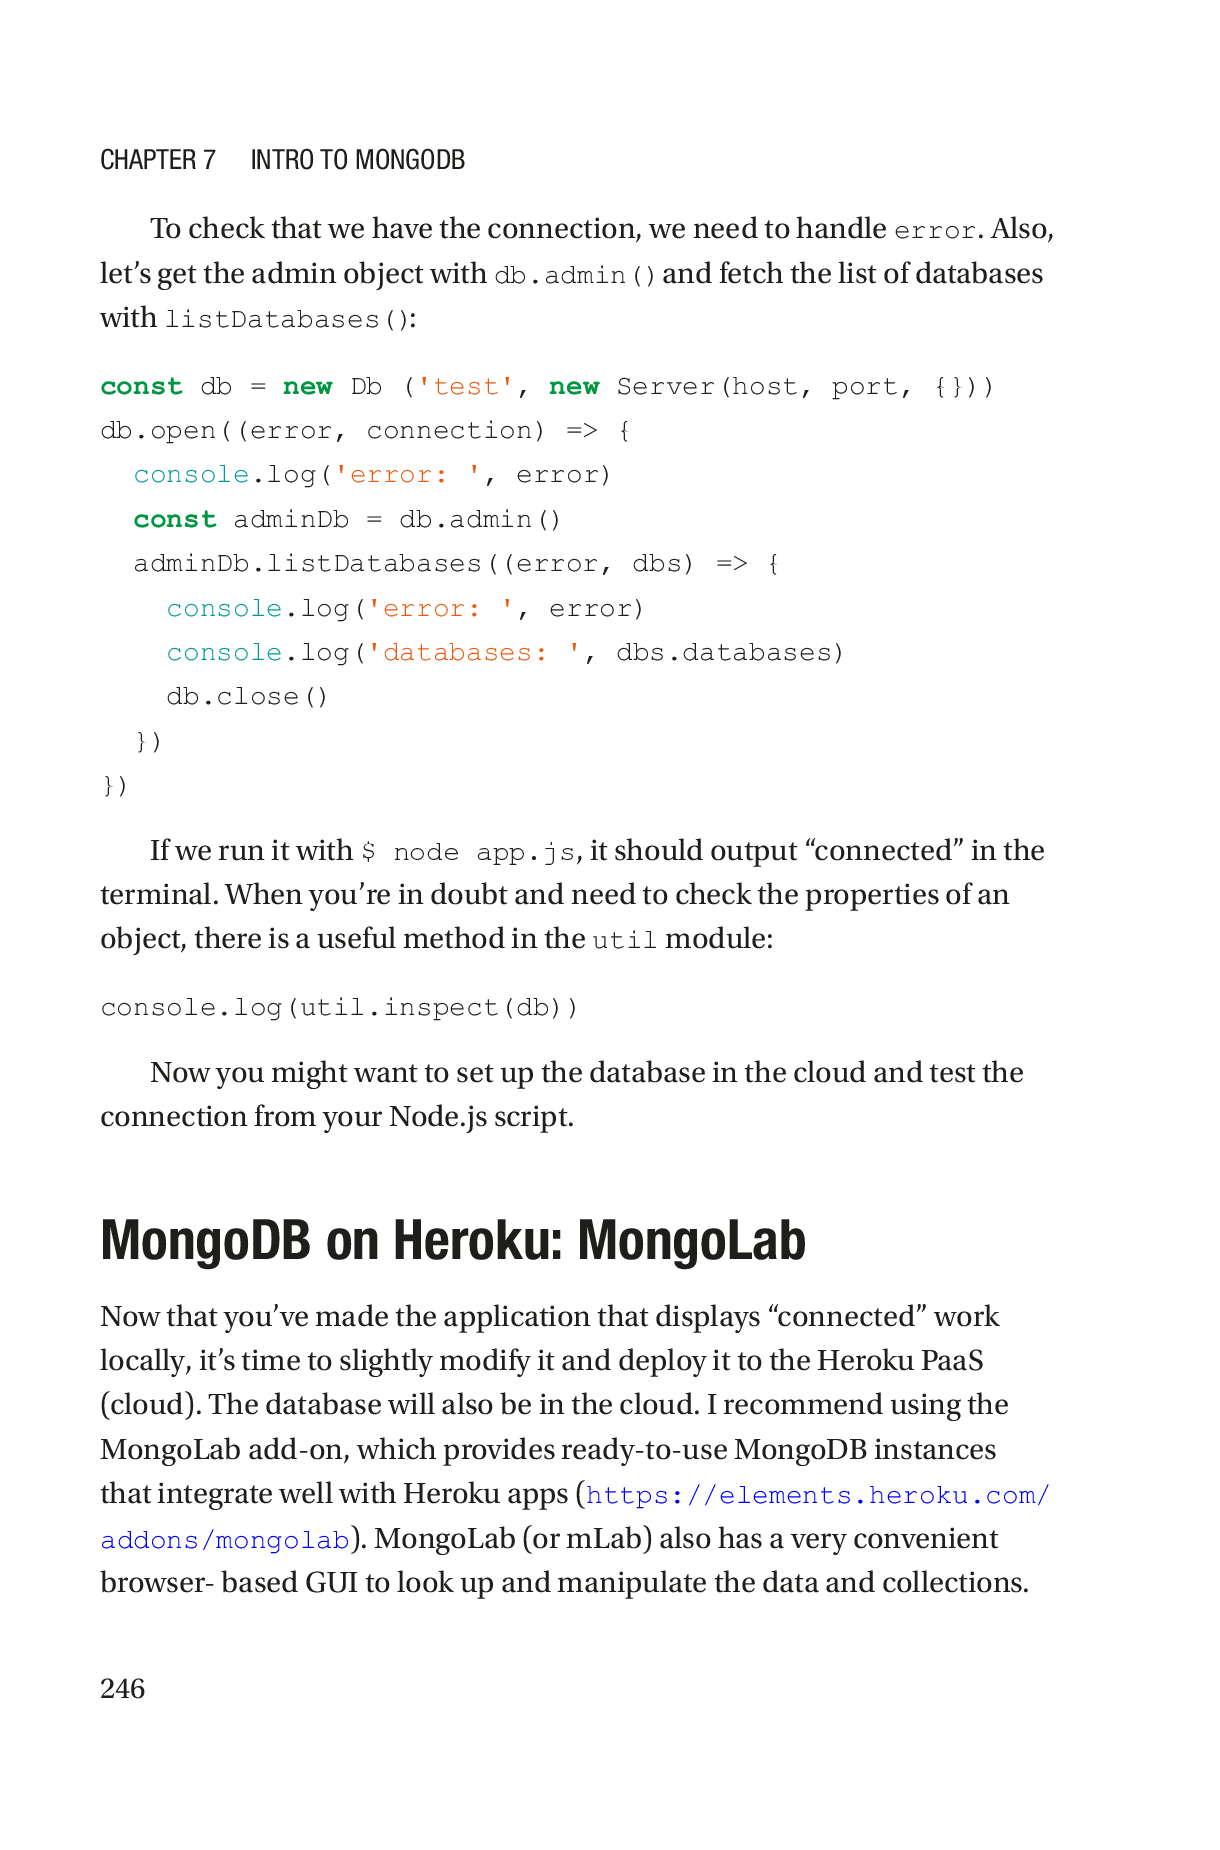 CHAPTER 7 INTRO TO MONGODB
To check that we have the connection, we need to handle error. Also,
let’s get the admin object with db.admin() and fetch the list of databases
with listDatabases():
const db = new Db ('test', new Server(host, port, {}))
db.open((error, connection) => {
  console.log('error: ', error)
  const adminDb = db.admin()
  adminDb.listDatabases((error, dbs) => {
    console.log('error: ', error)
    console.log('databases: ', dbs.databases)
    db.close()
  })
})
If we run it with $ node app.js, it should output “connected” in the
terminal. When you’re in doubt and need to check the properties of an
object, there is a useful method in the util module:
console.log(util.inspect(db))
Now you might want to set up the database in the cloud and test the
connection from your Node.js script.
MongoDB on Heroku: MongoLab
Now that you’ve made the application that displays “connected” work
locally, it’s time to slightly modify it and deploy it to the Heroku PaaS
(cloud). The database will also be in the cloud. I recommend using the
MongoLab add-on, which provides ready-to-use MongoDB instances
that integrate well with Heroku apps (https://elements.heroku.com/
addons/mongolab). MongoLab (or mLab) also has a very convenient
browser- based GUI to look up and manipulate the data and collections.
246